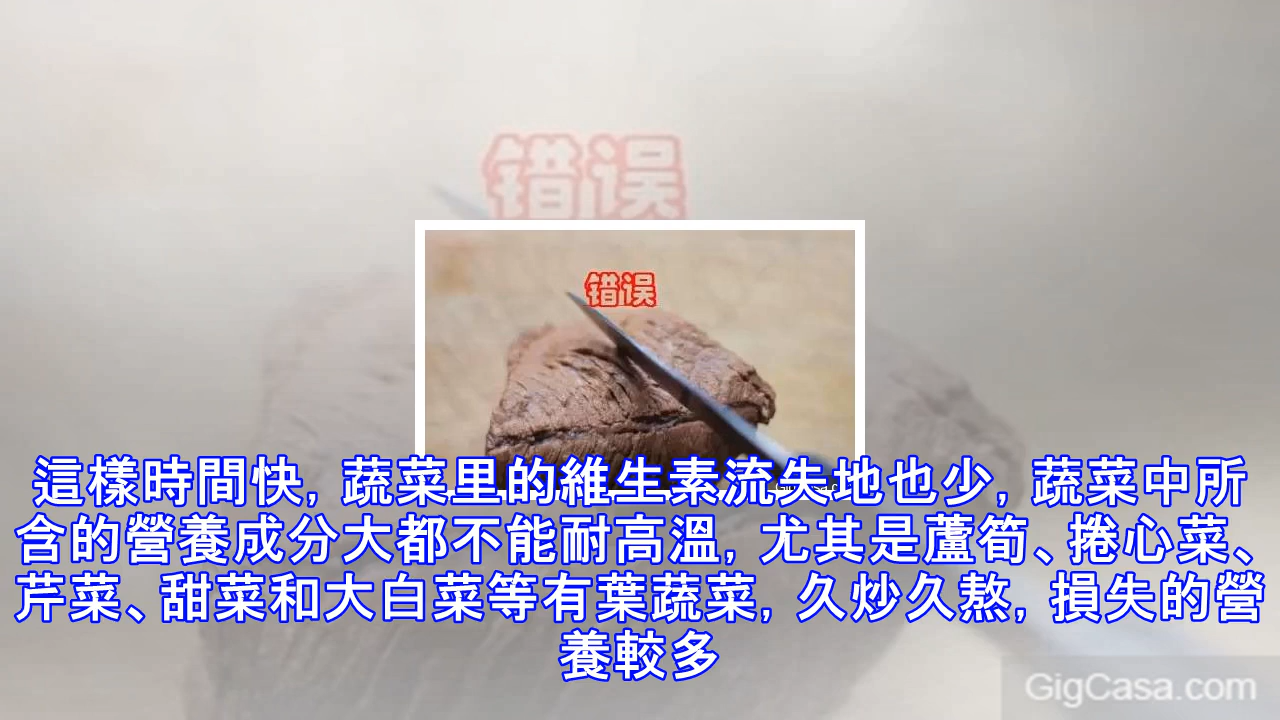 错误
错误
這樣時間快, 蔬菜里的維生素流失地也少, 蔬菜中所
含的營養成分大都不能耐高溫, 尤其是蘆筍、捲心菜、
芹菜、甜菜和大白菜等有葉蔬菜, 久炒久熬, 損失的營
養較多
GigCasa.com